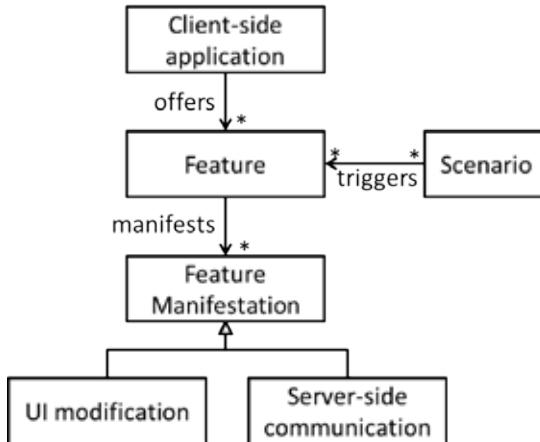 Client-side
application
offers
*
Feature
* *
triggers
Scenario
manifests
*
Feature
Manifestation
UI modification
Server-side
communication